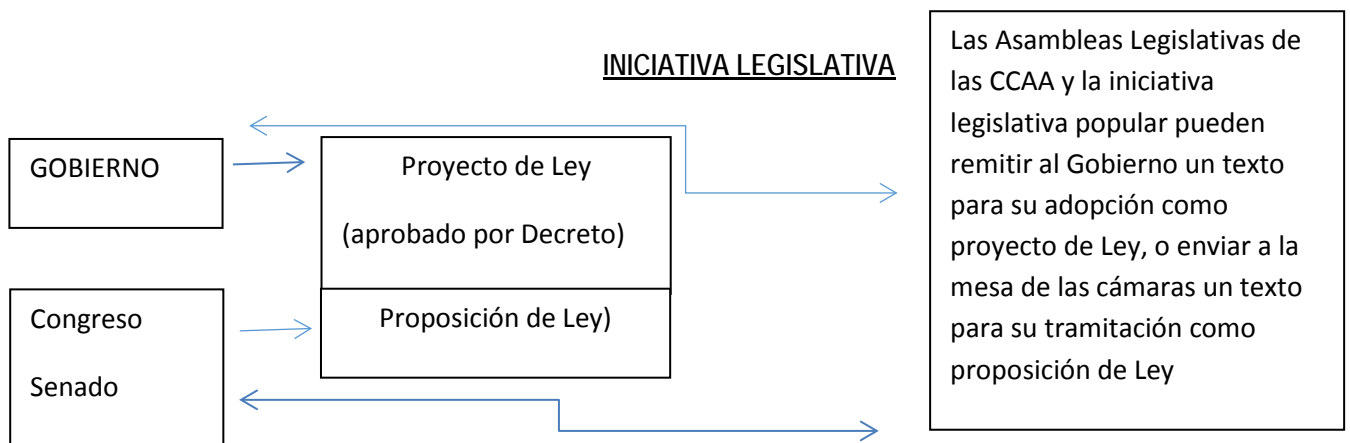 INICIATIVA LEGISLATIVA
GOBIERNO
Proyecto de Ley
(aprobado por Decreto)
Congreso
Senado
Proposición de Ley)
Las Asambleas Legislativas de
las CCAA y la iniciativa
legislativa popular pueden
remitir al Gobierno un texto
para su adopción como
proyecto de Ley, o enviar a la
mesa de las cámaras un texto
para su tramitación como
proposición de Ley